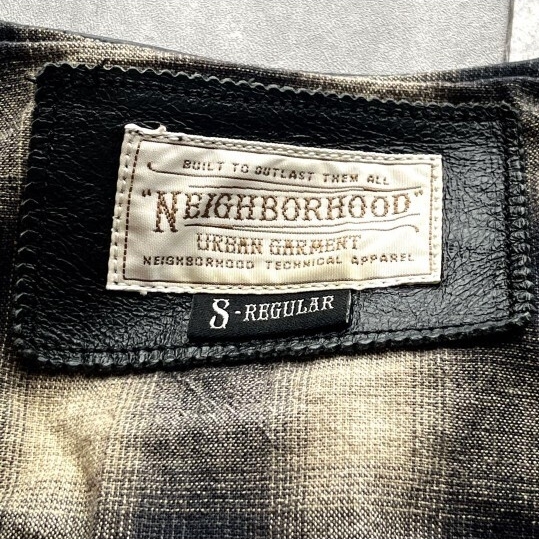 BUILT TO OUTLAST THEM ALL
"NEIGHBORHOOD"
URBAN GARMENT
NEIGHBORHOOD TECHNICAL APPAREL
S-REGULAR